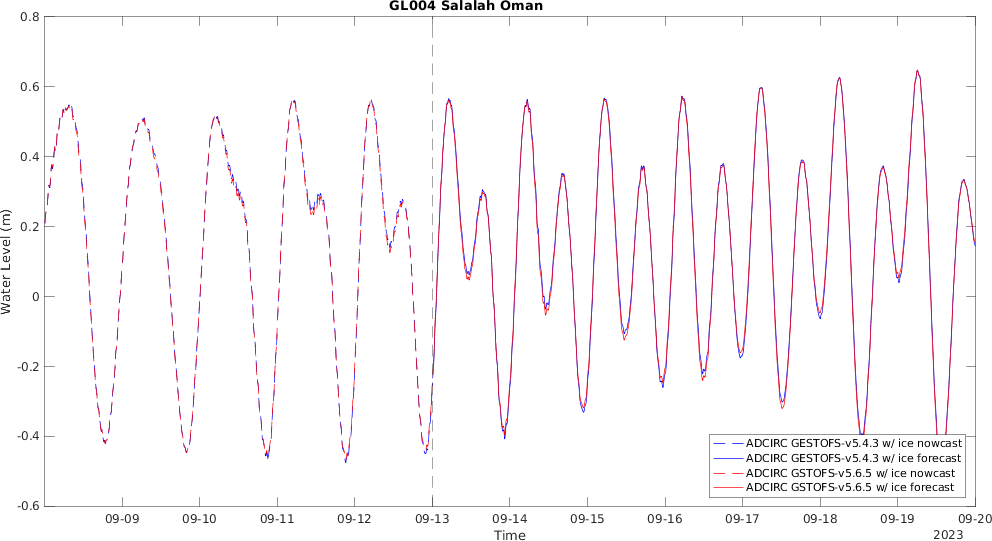 GL004 Salalah Oman
Water Level (m)
0.8
0.6
0.4
0.2
0
-0.2
-0.4
-0.6
ADCIRC GESTOFS-v5.4.3 w/ ice nowcast
ADCIRC GESTOFS-v5.4.3 w/ ice forecast
ADCIRC GSTOFS-v5.6.5 w/ ice nowcast
ADCIRC GSTOFS-v5.6.5 w/ ice forecast
09-09 09-10 09-11 09-12 09-13 09-14 09-15 09-16 09-17 09-18 09-19 09-20
Time
2023